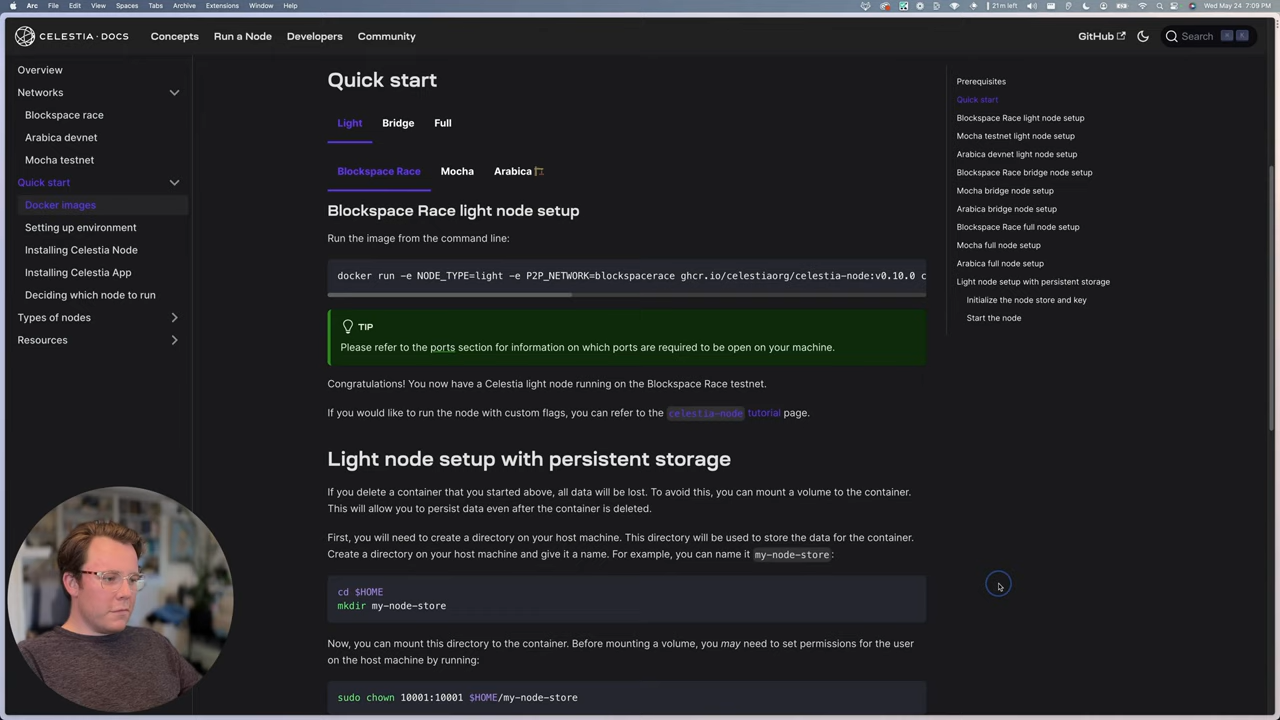 Arc File Edit View Spaces Tabs Archive Extensions Window Help
21 m left
Wed May 24 7:09 PM
CELESTIA DOCS
Concepts
Run a Node
Developers
Community
GitHub
Search
K
Overview
Networks
Blockspace race
Arabica devnet
Mocha testnet
Quick start
Docker images
Setting up environment
Installing Celestia Node
Installing Celestia App
Deciding which node to run
Types of nodes
Resources
Quick start
Light Bridge Full
Blockspace Race Mocha Arabica
Blockspace Race light node setup
Run the image from the command line:
docker run -e NODE_TYPE=light -e P2P_NETWORK=blockspacerace ghcr.io/celestiaorg/celestia-node:v0.10.0 c
TIP
Please refer to the ports section for information on which ports are required to be open on your machine.
Congratulations! You now have a Celestia light node running on the Blockspace Race testnet.
If you would like to run the node with custom flags, you can refer to the celestia-node tutorial page.
Light node setup with persistent storage
If you delete a container that you started above, all data will be lost. To avoid this, you can mount a volume to the container.
This will allow you to persist data even after the container is deleted.
First, you will need to create a directory on your host machine. This directory will be used to store the data for the container.
Create a directory on your host machine and give it a name. For example, you can name it my-node-store:
cd $HOME
mkdir my-node-store
Now, you can mount this directory to the container. Before mounting a volume, you may need to set permissions for the user
on the host machine by running:
sudo chown 10001:10001 $HOME/my-node-store
Prerequisites
Quick start
Blockspace Race light node setup
Mocha testnet light node setup
Arabica devnet light node setup
Blockspace Race bridge node setup
Mocha bridge node setup
Arabica bridge node setup
Blockspace Race full node setup
Mocha full node setup
Arabica full node setup
Light node setup with persistent storage
Initialize the node store and key
Start the node